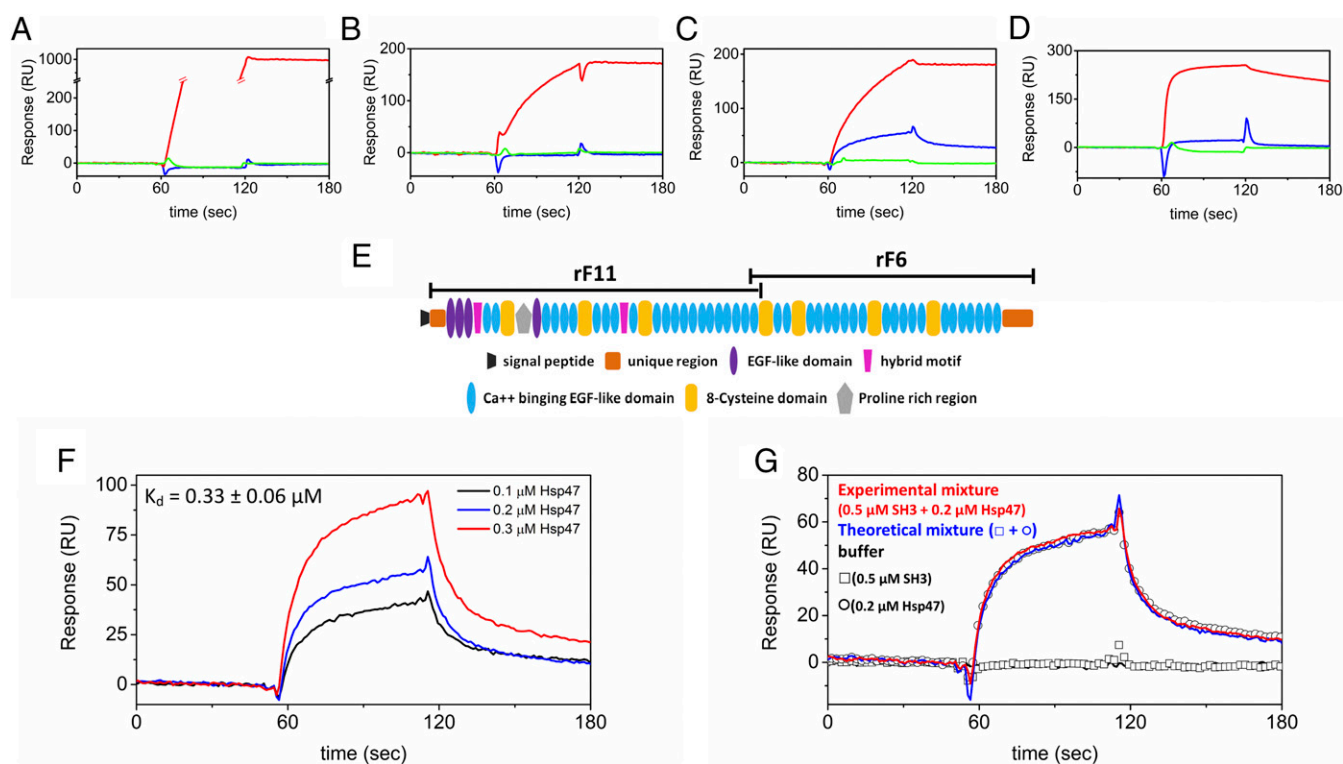 A
B
C
D
Response (RU)
1000
200
100
0
0 60 120 180
time (sec)
Response (RU)
200
100
0
0 60 120 180
time (sec)
Response (RU)
200
100
0
0 60 120 180
time (sec)
Response (RU)
300
150
0
0 60 120 180
time (sec)
E
rF11
rF6
signal peptide
unique region
EGF-like domain
hybrid motif
Ca++ binging EGF-like domain
8-Cysteine domain
Proline rich region
F
Kd = 0.33 ± 0.06 µM
0.1 µM Hsp47
0.2 µM Hsp47
0.3 µM Hsp47
Response (RU)
100
75
50
25
0
0 60 120 180
time (sec)
G
Experimental mixture
(0.5 µM SH3 + 0.2 µM Hsp47)
Theoretical mixture (□ + ○)
buffer
□ (0.5 µM SH3)
○ (0.2 µM Hsp47)
Response (RU)
80
60
40
20
0
0 60 120 180
time (sec)